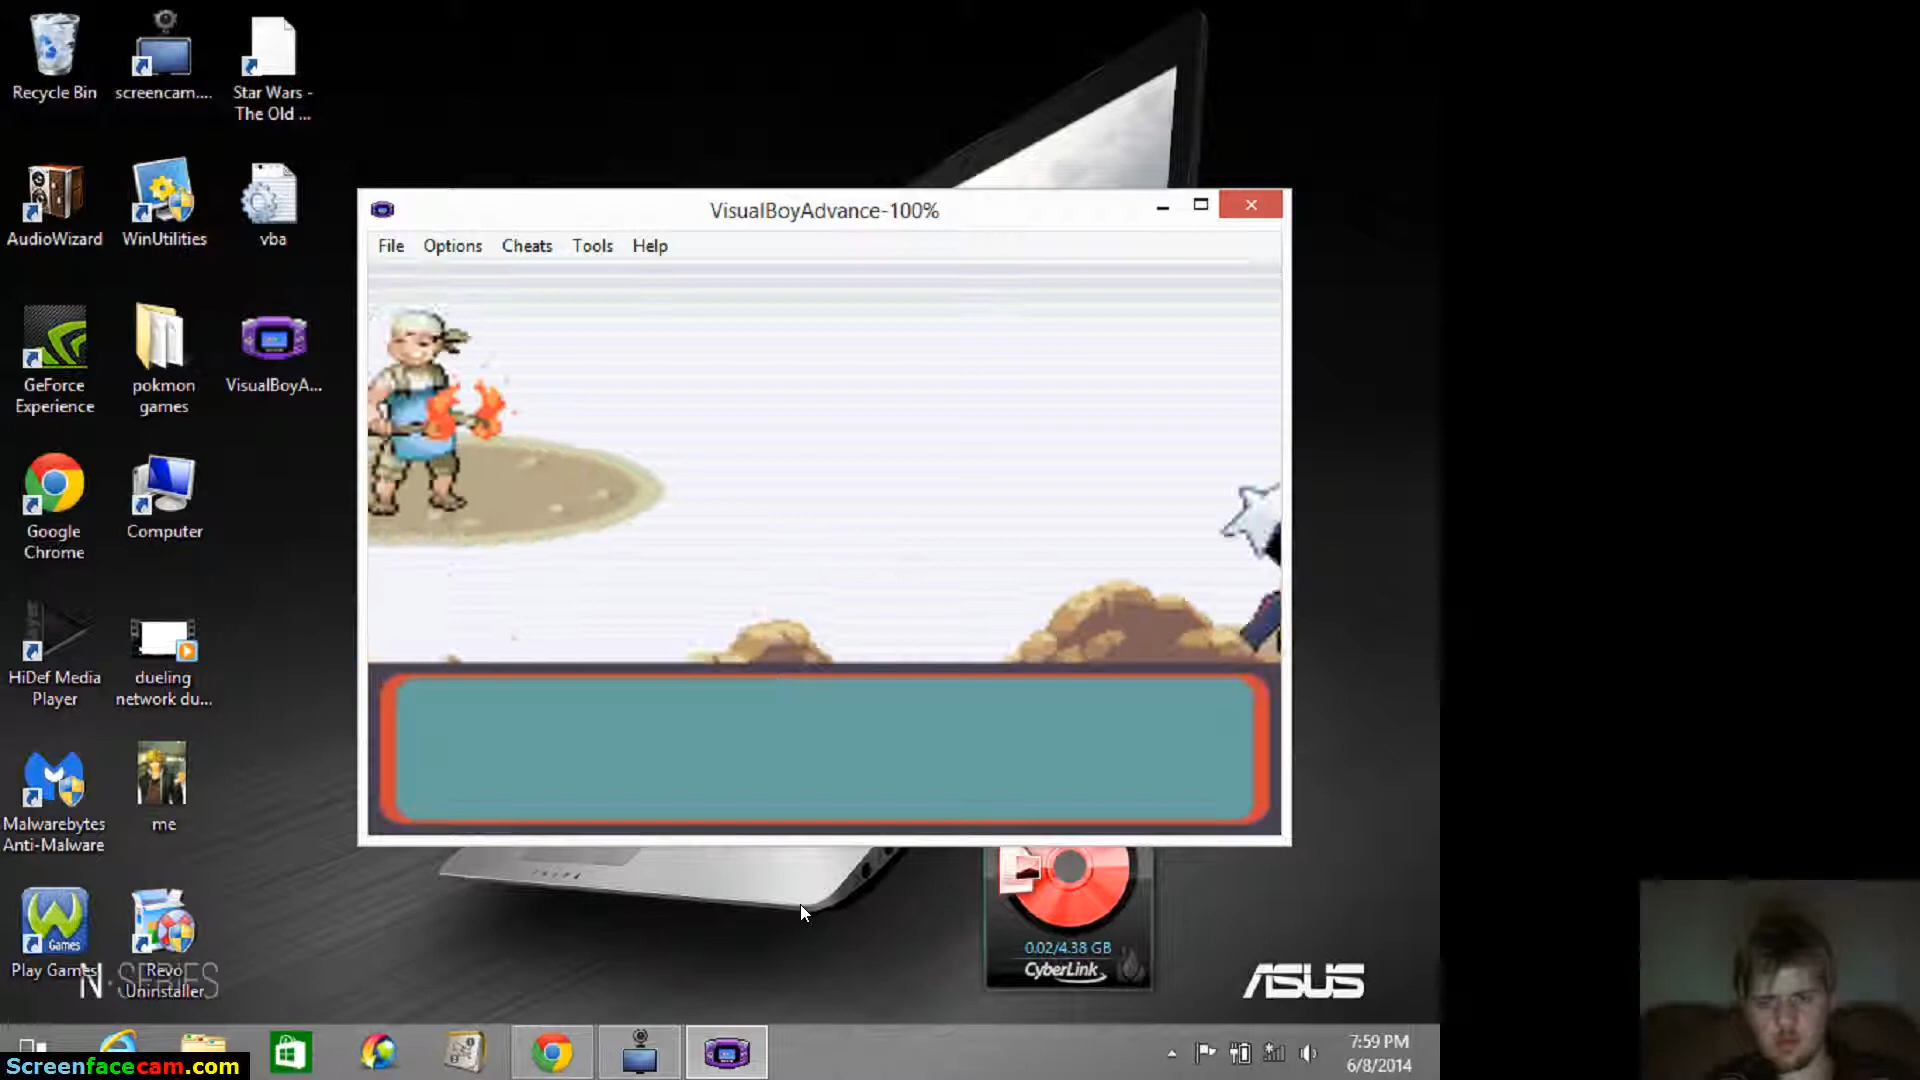 Recycle Bin
screencam....
Star Wars -
The Old ...
AudioWizard
WinUtilities
vba
GeForce
Experience
pokmon
games
VisualBoyA...
Google
Chrome
Computer
HiDef Media
Player
dueling
network du...
Malwarebytes
Anti-Malware
me
Games
Play Games
Revo
Uninstaller
N·SERIES
VisualBoyAdvance-100%
File
Options
Cheats
Tools
Help
0.02/4.38 GB
CyberLink
ASUS
7:59 PM
6/8/2014
Screenfacecam.com